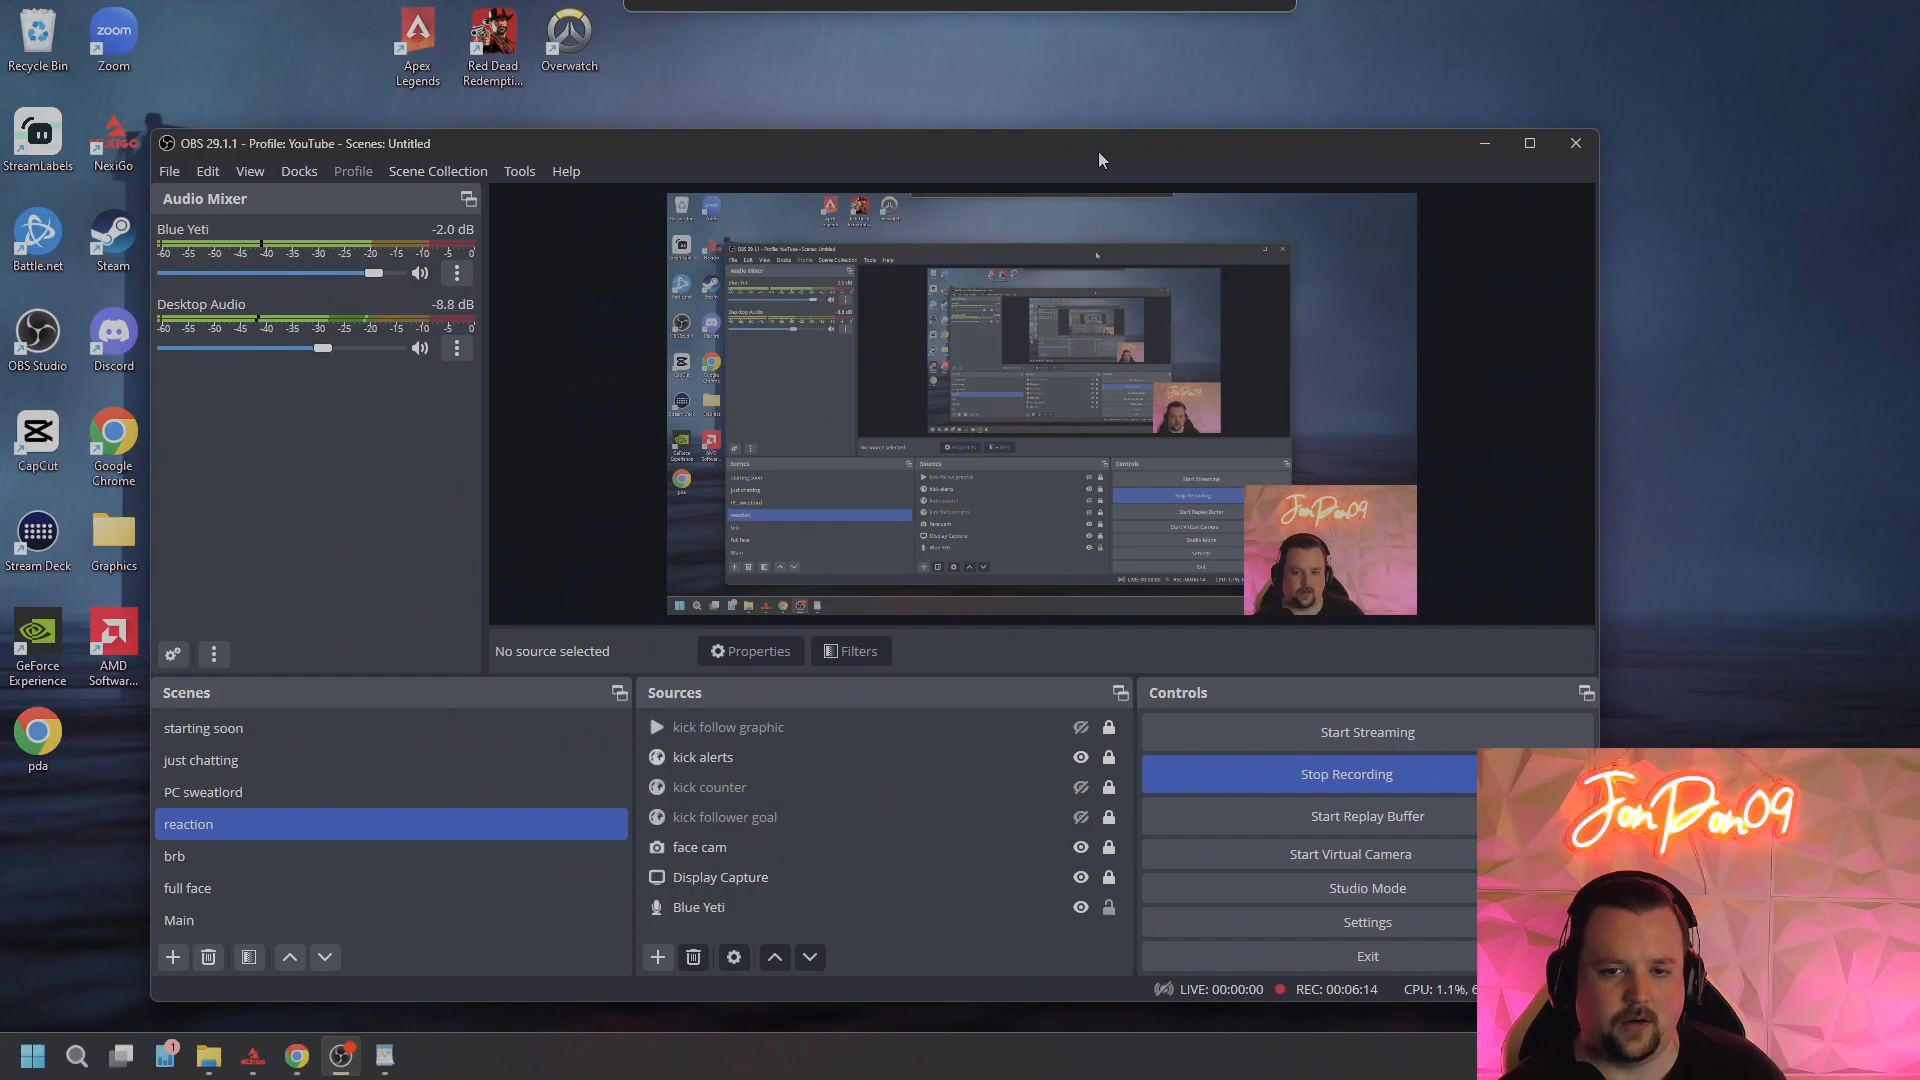 Recycle Bin
Zoom
zoom
Apex
Legends
Red Dead
Redempti...
Overwatch
StreamLabels
NexiGo
Battle.net
Steam
OBS Studio
Discord
CapCut
Google
Chrome
Stream Deck
Graphics
GeForce
Experience
AMD
Softwar...
pda
OBS 29.1.1 - Profile: YouTube - Scenes: Untitled
File Edit View Docks Profile Scene Collection Tools Help
Audio Mixer
Blue Yeti -2.0 dB
-60 -55 -50 -45 -40 -35 -30 -25 -20 -15 -10 -5 0
Desktop Audio -8.8 dB
-60 -55 -50 -45 -40 -35 -30 -25 -20 -15 -10 -5 0
No source selected Properties Filters
Scenes
starting soon
just chatting
PC sweatlord
reaction
brb
full face
Main
Sources
kick follow graphic
kick alerts
kick counter
kick follower goal
face cam
Display Capture
Blue Yeti
Controls
Start Streaming
Stop Recording
Start Replay Buffer
Start Virtual Camera
Studio Mode
Settings
Exit
LIVE: 00:00:00 REC: 00:06:14 CPU: 1.1%, 6
JonDon09
1